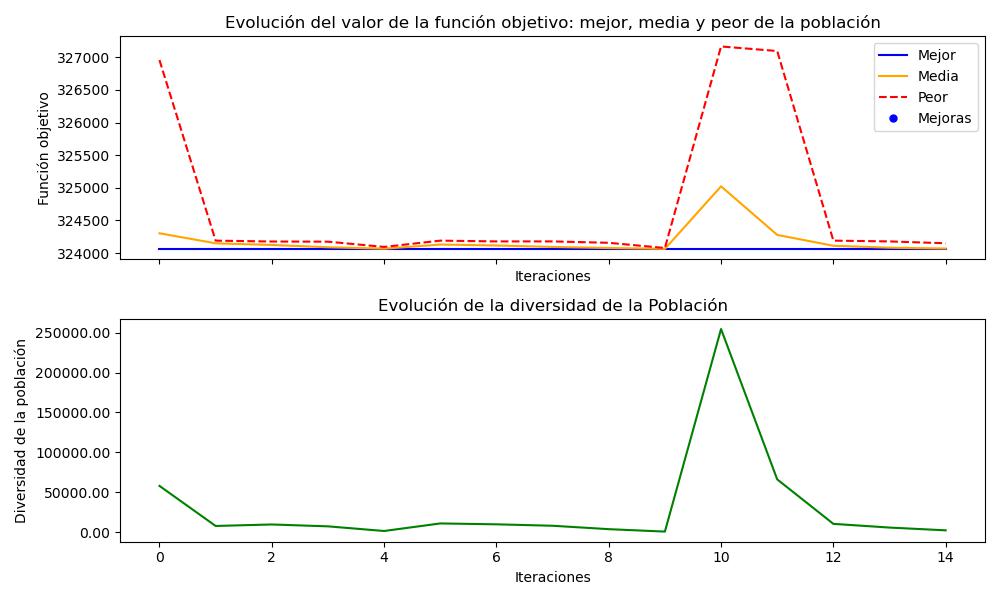 Evolución del valor de la función objetivo: mejor, media y peor de la población
327000
326500
326000
325500
325000
324500
324000
Función objetivo
Mejor
Media
Peor
Mejoras
Iteraciones
Evolución de la diversidad de la Población
250000.00
200000.00
150000.00
100000.00
50000.00
0.00
Diversidad de la población
0 2 4 6 8 10 12 14
Iteraciones